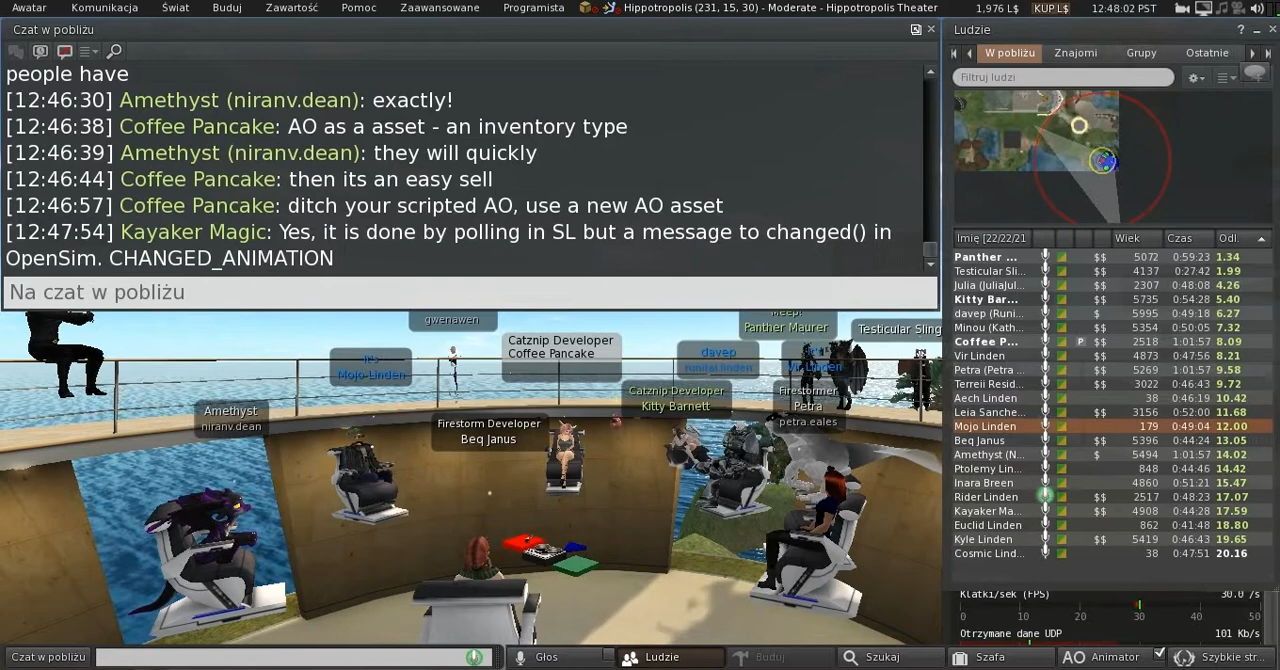 Awatar Komunikacja Świat Buduj Zawartość Pomoc Zaawansowane Programista Hippotropolis (231, 15, 30) - Moderate - Hippotropolis Theater 1,976 L$ KUP L$ 12:48:02 PST
Czat w pobliżu
people have
[12:46:30] Amethyst (niranv.dean): exactly!
[12:46:38] Coffee Pancake: AO as a asset - an inventory type
[12:46:39] Amethyst (niranv.dean): they will quickly
[12:46:44] Coffee Pancake: then its an easy sell
[12:46:57] Coffee Pancake: ditch your scripted AO, use a new AO asset
[12:47:54] Kayaker Magic: Yes, it is done by polling in SL but a message to changed() in
OpenSim. CHANGED_ANIMATION
Na czat w pobliżu
Ludzie
? _ ×
W pobliżu Znajomi Grupy Ostatnie
Filtruj ludzi
Imię [22/22/21 Wiek Czas Odl.
Panther ... $$ 5072 0:59:23 1.34
Testicular Sli... $$ 4137 0:27:42 1.99
Julia (JuliaJul... $$ 2307 0:48:08 4.26
Kitty Bar... $$ 5735 0:54:28 5.40
davep (Runi... $ 5995 0:49:18 6.27
Minou (Kath... $$ 5354 0:50:05 7.32
Coffee P... P $$ 2518 1:01:57 8.09
Vir Linden $$ 4873 0:47:56 8.21
Petra (Petra ... $$ 5269 1:01:57 9.58
Terreii Resid... $$ 3022 0:46:43 9.72
Aech Linden 38 0:46:19 10.42
Leia Sanche... $$ 3156 0:52:00 11.68
Mojo Linden 179 0:49:04 12.00
Beq Janus $$ 5396 0:44:24 13.05
Amethyst (N... $ 5494 1:01:57 14.02
Ptolemy Lin... 848 0:44:46 14.42
Inara Breen 4860 0:51:21 15.47
Rider Linden $$ 2517 0:48:23 17.07
Kayaker Ma... $$ 4908 0:44:28 17.59
Euclid Linden 862 0:41:48 18.80
Kyle Linden $$ 5419 0:46:43 19.65
Cosmic Lind... 38 0:47:51 20.16
Klatki/sek (FPS) 30.0 /s
0 10 20 30 40 50
Otrzymane dane UDP 101 Kb/s
gwenawen
Meep!
Panther Maurer
Testicular Sling
Catznip Developer
Coffee Pancake
Mojo Linden
davep
runitai.linden
Vir Linden
Catznip Developer
Kitty Barnett
Firestormer
Petra
petra.eales
Amethyst
niranv.dean
Firestorm Developer
Beq Janus
Czat w pobliżu Głos Ludzie Buduj Szukaj Szafa AO Animator Szybkie str...